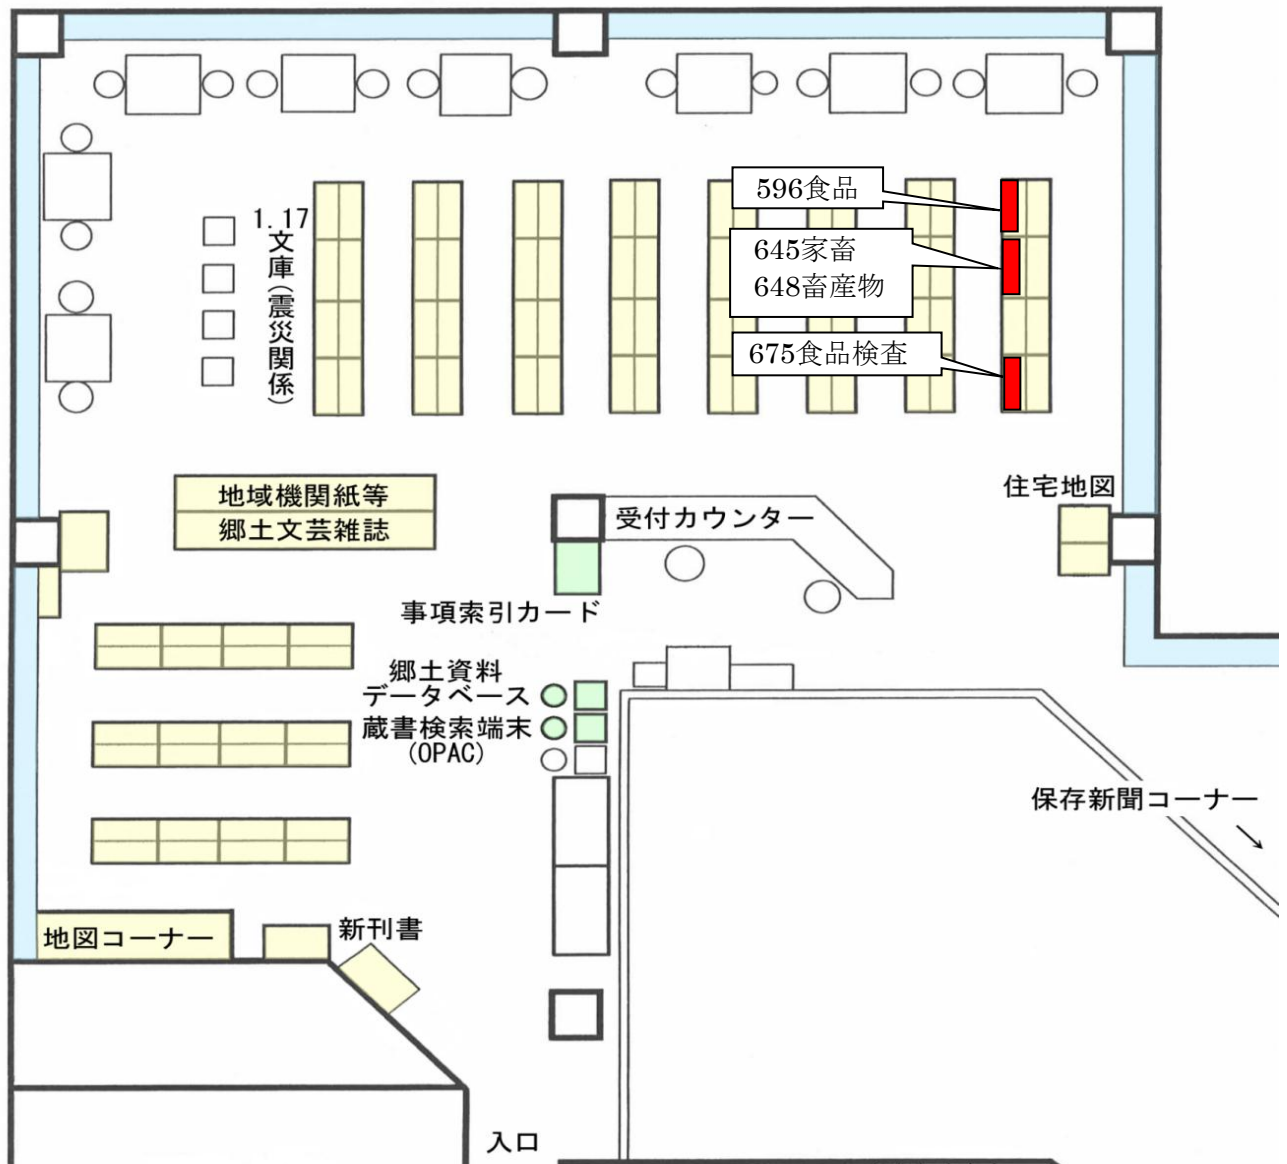 596食品
1.17
文庫(震災関係)
645家畜
648畜産物
675食品検査
地域機関紙等
郷土文芸雑誌
受付カウンター
住宅地図
事項索引カード
郷土資料
データベース
蔵書検索端末
(OPAC)
保存新聞コーナー
→
新刊書
地図コーナー
入口